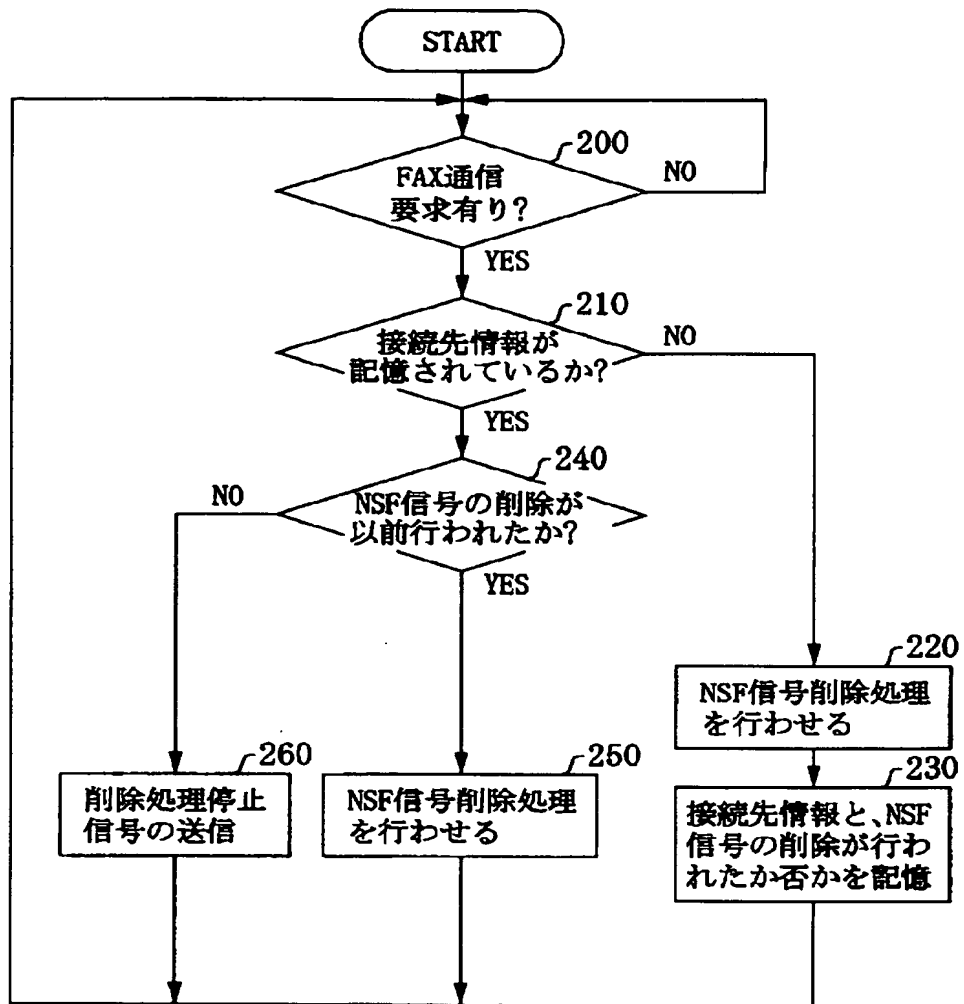 START
200
FAX通信
要求有り?
NO
YES
210
接続先情報が
記憶されているか?
NO
YES
240
NSF信号の削除が
以前行われたか?
NO
YES
220
NSF信号削除処理
を行わせる
260
削除処理停止
信号の送信
250
NSF信号削除処理
を行わせる
230
接続先情報と、NSF
信号の削除が行わ
れたか否かを記憶